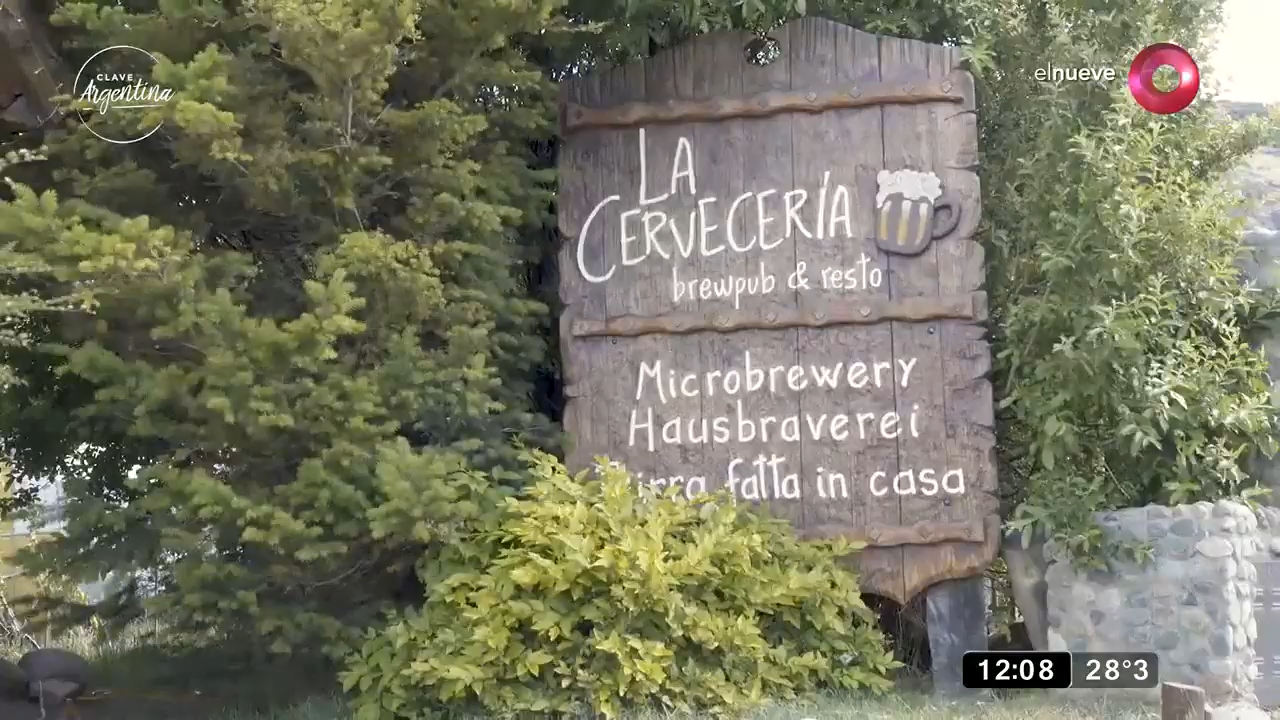 CLAVE
Argentina
elnueve
LA
CERVECERÍA
brewpub & resto
Microbrewery
Hausbraverei
fatta in casa
12:08 28°3